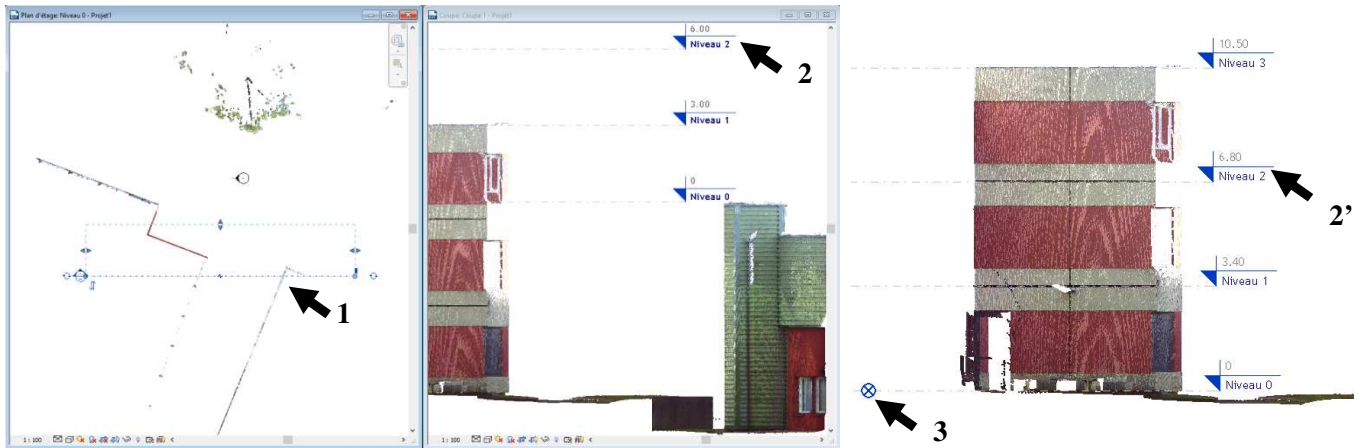 Plan d'étage: Niveau 0 - Projet1
1 : 100
1
Coupe: Coupe 1 - Projet1
6.00
Niveau 2
2
3.00
Niveau 1
0
Niveau 0
1 : 100
10.50
Niveau 3
6.80
Niveau 2
2’
3.40
Niveau 1
0
Niveau 0
3